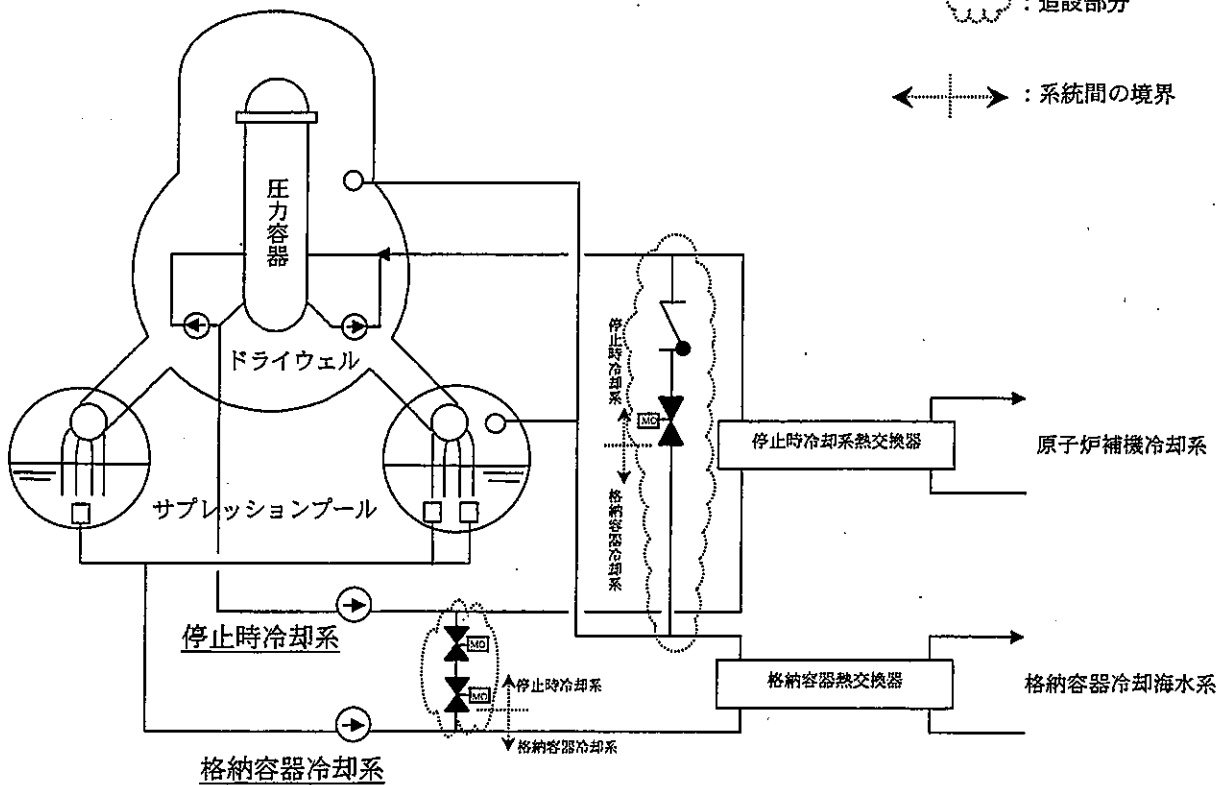 ：追設部分
：系統間の境界
圧力容器
ドライウェル
サプレッションプール
停止時冷却系
格納容器冷却系
MO
停止時冷却系熱交換器
原子炉補機冷却系
停止時冷却系
MO
MO
停止時冷却系
格納容器冷却系
格納容器熱交換器
格納容器冷却海水系
格納容器冷却系